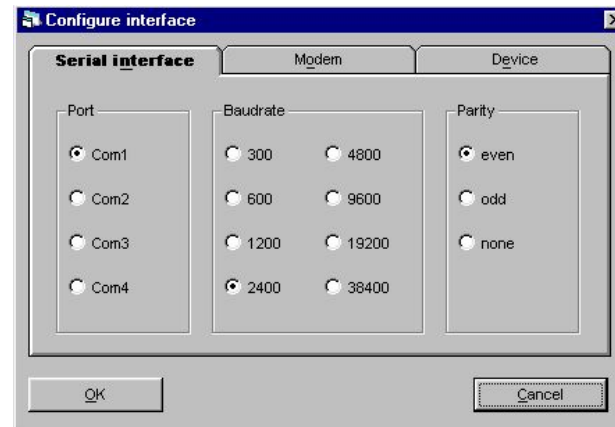 Configure interface
Serial interface
Modem
Device
Port
Com1
Com2
Com3
Com4
Baudrate
300
600
1200
2400
4800
9600
19200
38400
Parity
even
odd
none
OK
Cancel